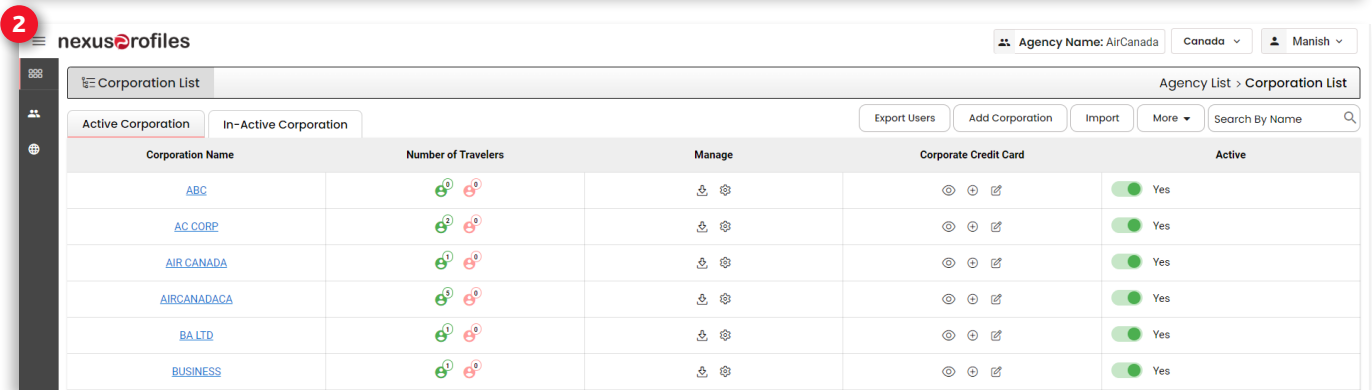 2
nexus rofiles Agency Name: AirCanada Canada Manish
Corporation List Agency List > Corporation List
Active Corporation In-Active Corporation Export Users Add Corporation Import More Search By Name
Corporation Name Number of Travelers Manage Corporate Credit Card Active
ABC 0 0 Yes
AC CORP 2 0 Yes
AIR CANADA 1 0 Yes
AIRCANADACA 5 0 Yes
BA LTD 1 0 Yes
BUSINESS 1 0 Yes